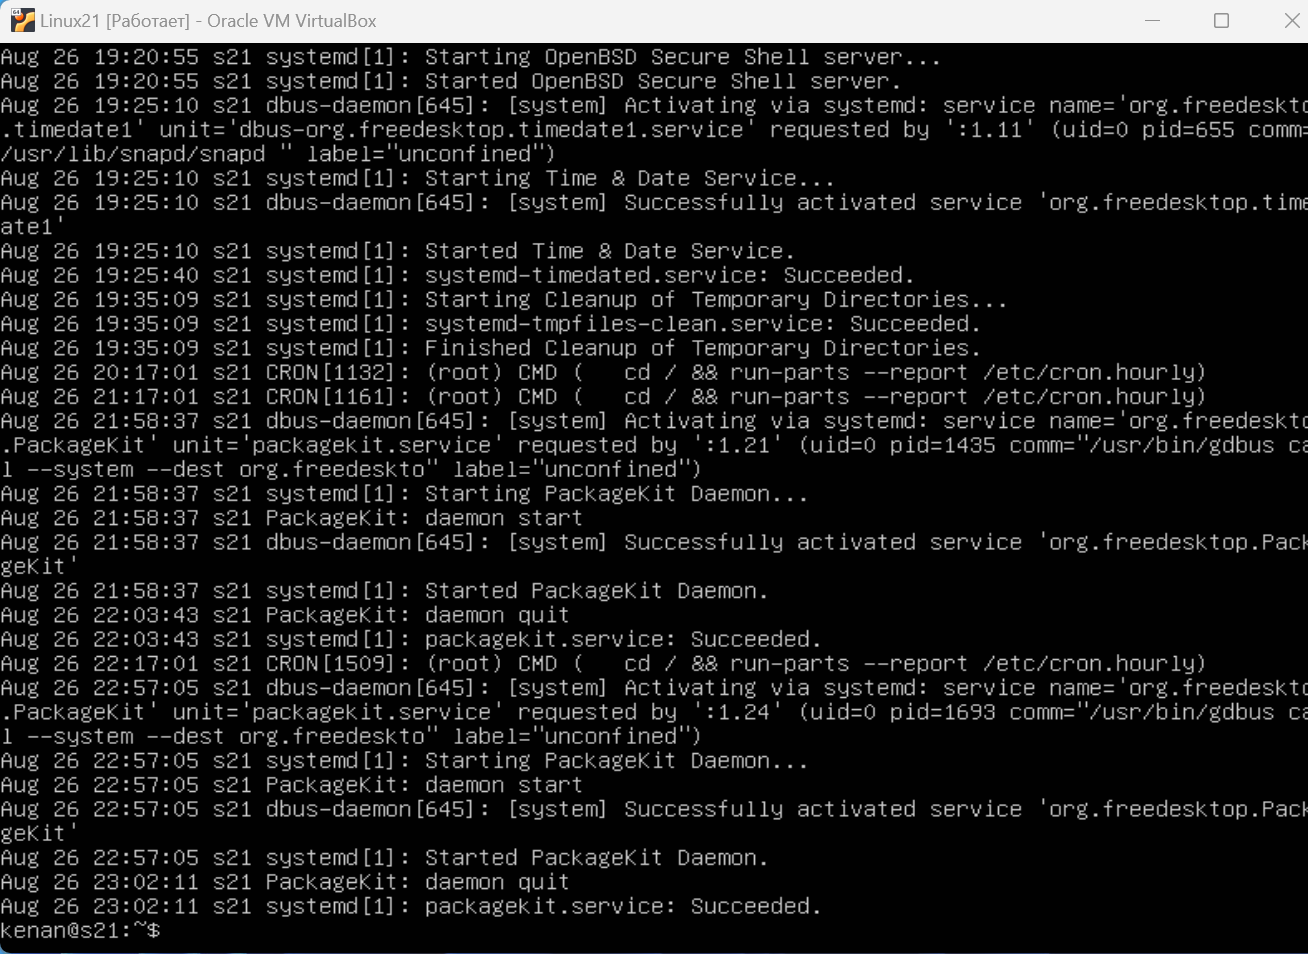 Linux21 [Работает] - Oracle VM VirtualBox
Aug 26 19:20:55 s21 systemd[1]: Starting OpenBSD Secure Shell server...
Aug 26 19:20:55 s21 systemd[1]: Started OpenBSD Secure Shell server.
Aug 26 19:25:10 s21 dbus-daemon[645]: [system] Activating via systemd: service name='org.freedeskto
.timedate1' unit='dbus-org.freedesktop.timedate1.service' requested by ':1.11' (uid=0 pid=655 comm=
/usr/lib/snapd/snapd " label="unconfined")
Aug 26 19:25:10 s21 systemd[1]: Starting Time & Date Service...
Aug 26 19:25:10 s21 dbus-daemon[645]: [system] Successfully activated service 'org.freedesktop.time
ate1'
Aug 26 19:25:10 s21 systemd[1]: Started Time & Date Service.
Aug 26 19:25:40 s21 systemd[1]: systemd-timedated.service: Succeeded.
Aug 26 19:35:09 s21 systemd[1]: Starting Cleanup of Temporary Directories...
Aug 26 19:35:09 s21 systemd[1]: systemd-tmpfiles-clean.service: Succeeded.
Aug 26 19:35:09 s21 systemd[1]: Finished Cleanup of Temporary Directories.
Aug 26 20:17:01 s21 CRON[1132]: (root) CMD (   cd / && run-parts --report /etc/cron.hourly)
Aug 26 21:17:01 s21 CRON[1161]: (root) CMD (   cd / && run-parts --report /etc/cron.hourly)
Aug 26 21:58:37 s21 dbus-daemon[645]: [system] Activating via systemd: service name='org.freedeskto
.PackageKit' unit='packagekit.service' requested by ':1.21' (uid=0 pid=1435 comm="/usr/bin/gdbus ca
l --system --dest org.freedeskto" label="unconfined")
Aug 26 21:58:37 s21 systemd[1]: Starting PackageKit Daemon...
Aug 26 21:58:37 s21 PackageKit: daemon start
Aug 26 21:58:37 s21 dbus-daemon[645]: [system] Successfully activated service 'org.freedesktop.Pack
geKit'
Aug 26 21:58:37 s21 systemd[1]: Started PackageKit Daemon.
Aug 26 22:03:43 s21 PackageKit: daemon quit
Aug 26 22:03:43 s21 systemd[1]: packagekit.service: Succeeded.
Aug 26 22:17:01 s21 CRON[1509]: (root) CMD (   cd / && run-parts --report /etc/cron.hourly)
Aug 26 22:57:05 s21 dbus-daemon[645]: [system] Activating via systemd: service name='org.freedeskto
.PackageKit' unit='packagekit.service' requested by ':1.24' (uid=0 pid=1693 comm="/usr/bin/gdbus ca
l --system --dest org.freedeskto" label="unconfined")
Aug 26 22:57:05 s21 systemd[1]: Starting PackageKit Daemon...
Aug 26 22:57:05 s21 PackageKit: daemon start
Aug 26 22:57:05 s21 dbus-daemon[645]: [system] Successfully activated service 'org.freedesktop.Pack
geKit'
Aug 26 22:57:05 s21 systemd[1]: Started PackageKit Daemon.
Aug 26 23:02:11 s21 PackageKit: daemon quit
Aug 26 23:02:11 s21 systemd[1]: packagekit.service: Succeeded.
kenan@s21:~$